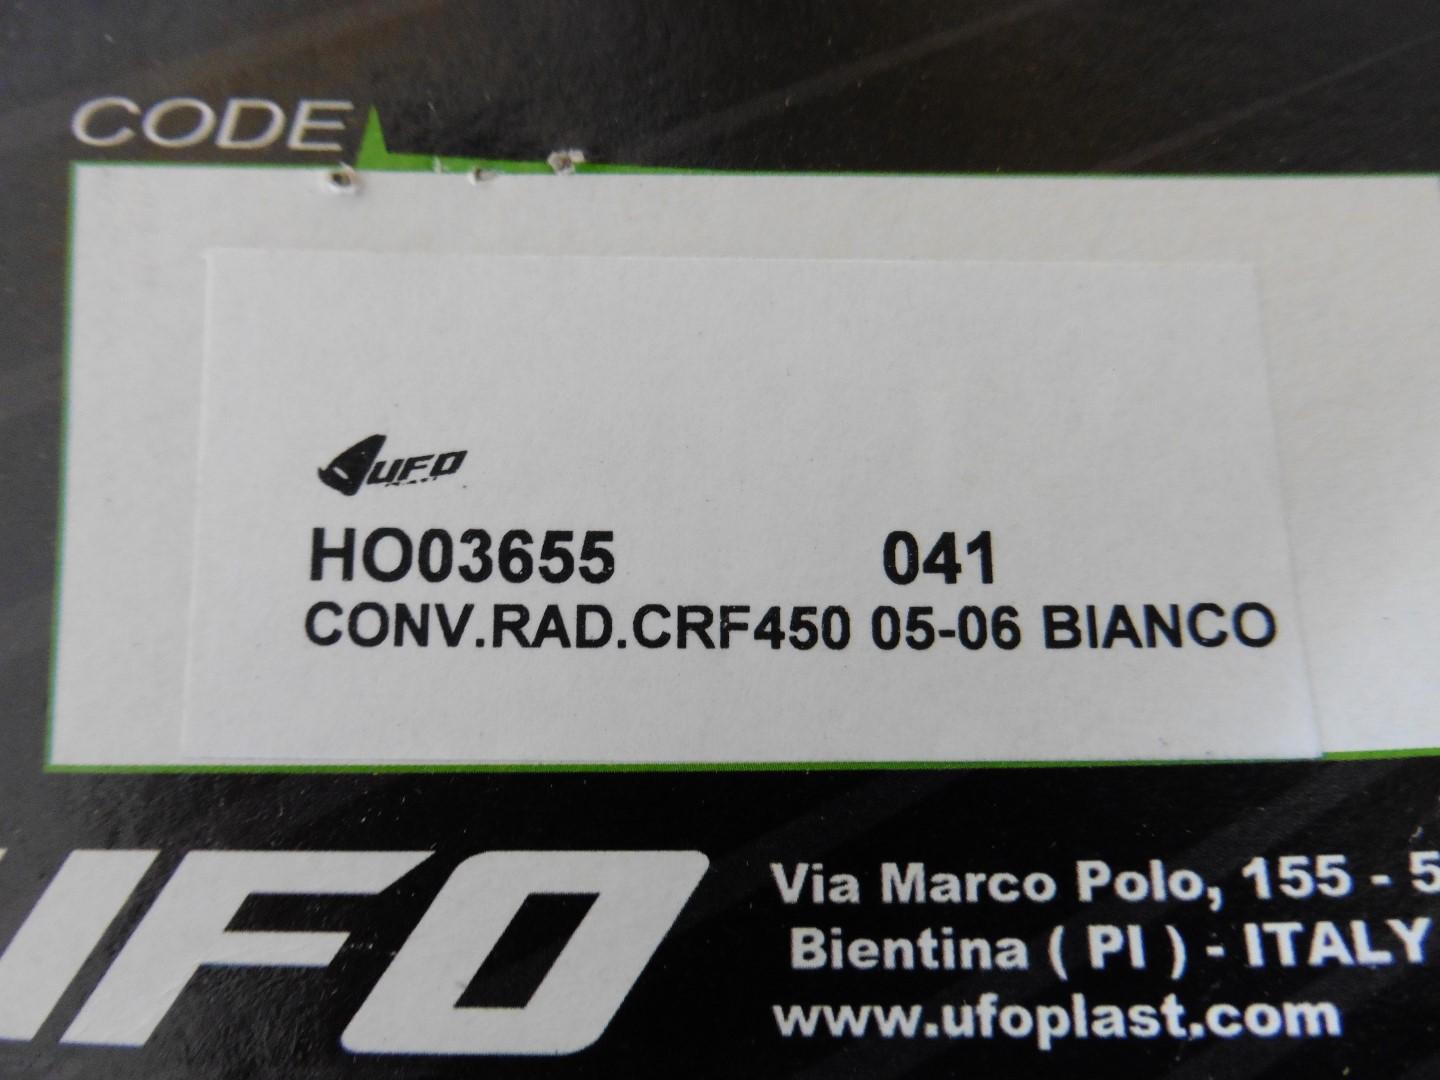 CODE
UFO
HO03655 041
CONV.RAD.CRF450 05-06 BIANCO
UFO
Via Marco Polo, 155 - 5
Bientina ( PI ) - ITALY
www.ufoplast.com